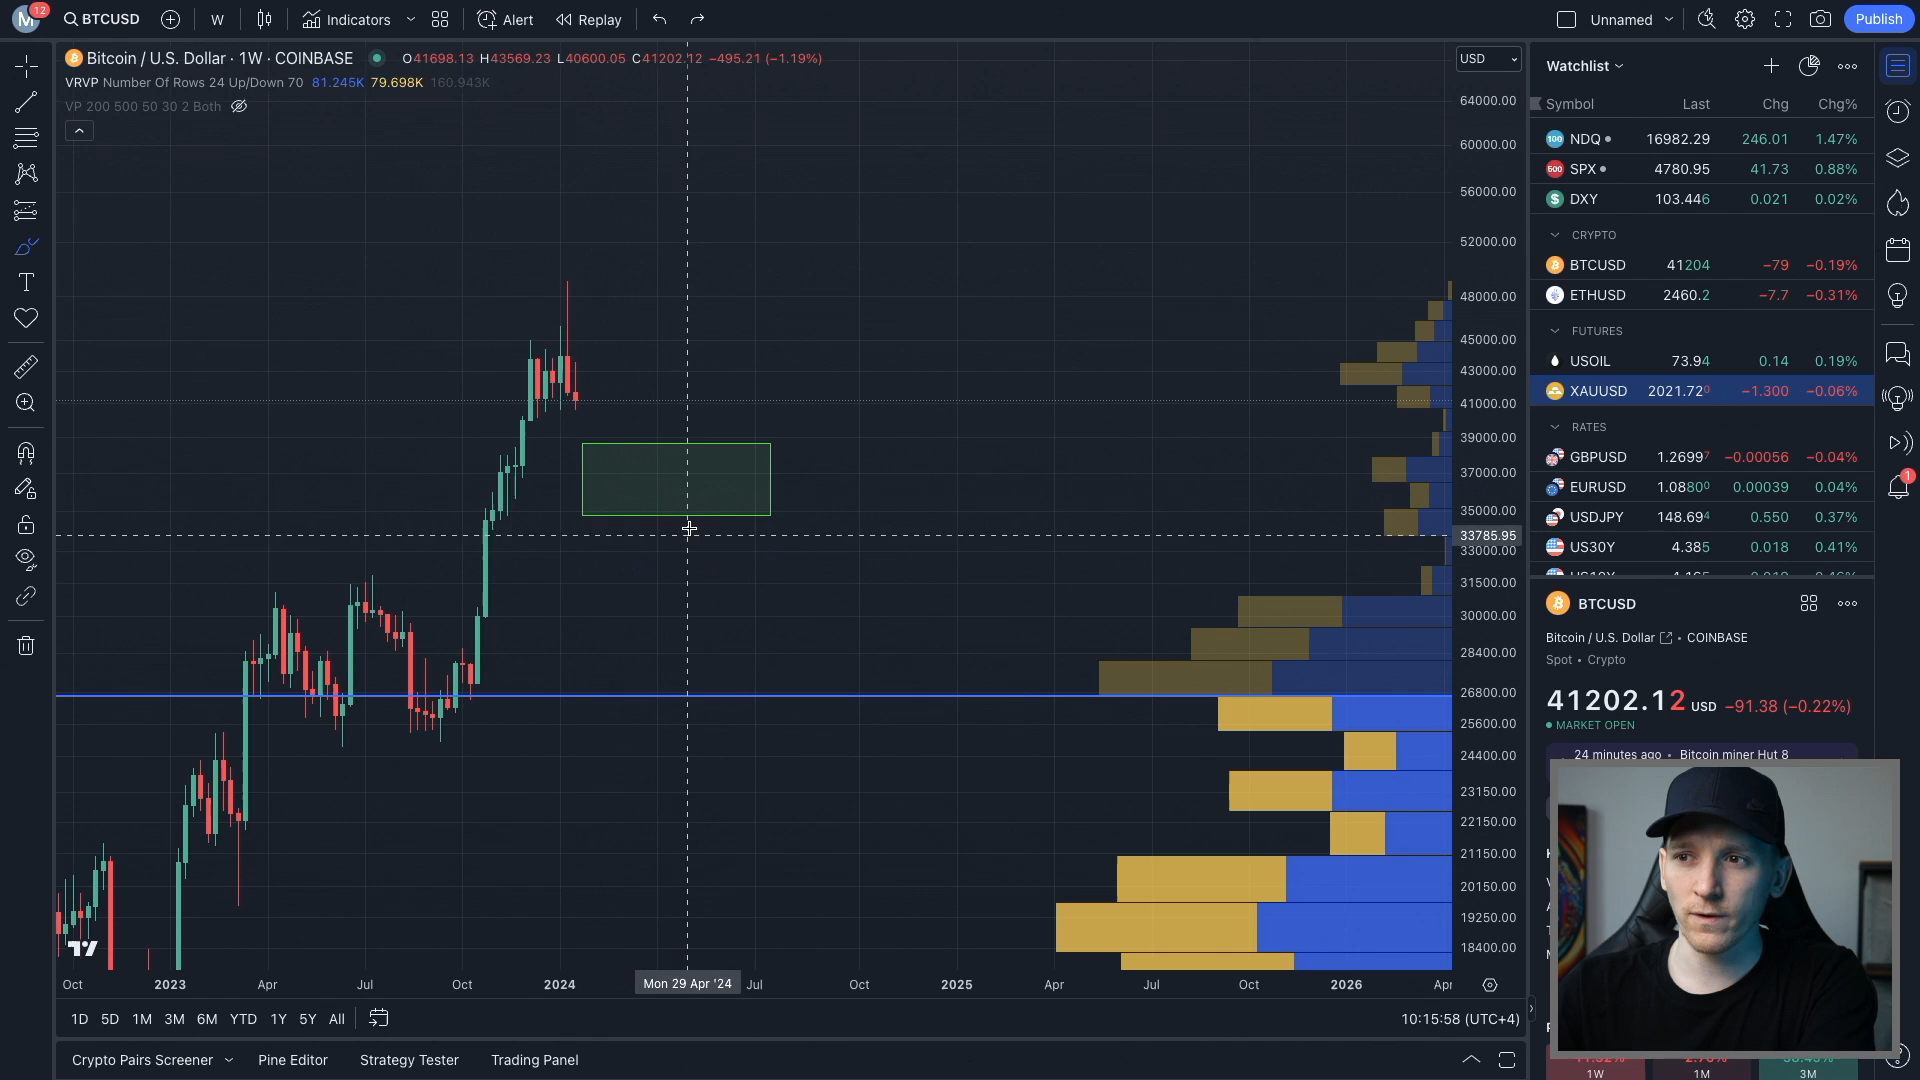 M 12 BTCUSD W Indicators Alert Replay Unnamed Publish
Bitcoin / U.S. Dollar · 1W · COINBASE O41698.13 H43569.23 L40600.05 C41202.12 −495.21 (−1.19%)
VRVP Number Of Rows 24 Up/Down 70 81.245K 79.698K 160.943K
VP 200 500 50 30 2 Both
USD
64000.00
60000.00
56000.00
52000.00
48000.00
45000.00
43000.00
41000.00
39000.00
37000.00
35000.00
33785.95
33000.00
31500.00
30000.00
28400.00
26800.00
25600.00
24400.00
23150.00
22150.00
21150.00
20150.00
19250.00
18400.00
Oct 2023 Apr Jul Oct 2024 Mon 29 Apr '24 Jul Oct 2025 Apr Jul Oct 2026 Apr
1D 5D 1M 3M 6M YTD 1Y 5Y All 10:15:58 (UTC+4)
Crypto Pairs Screener Pine Editor Strategy Tester Trading Panel
Watchlist
Symbol Last Chg Chg%
100 NDQ 16982.29 246.01 1.47%
500 SPX 4780.95 41.73 0.88%
$ DXY 103.446 0.021 0.02%
CRYPTO
BTCUSD 41204 −79 −0.19%
ETHUSD 2460.2 −7.7 −0.31%
FUTURES
USOIL 73.94 0.14 0.19%
XAUUSD 2021.720 −1.300 −0.06%
RATES
GBPUSD 1.26997 −0.00056 −0.04%
EURUSD 1.08800 0.00039 0.04%
USDJPY 148.694 0.550 0.37%
US30Y 4.385 0.018 0.41%
1
BTCUSD
Bitcoin / U.S. Dollar • COINBASE
Spot • Crypto
41202.12 USD −91.38 (−0.22%)
MARKET OPEN
24 minutes ago • Bitcoin miner Hut 8
1W 1M 3M